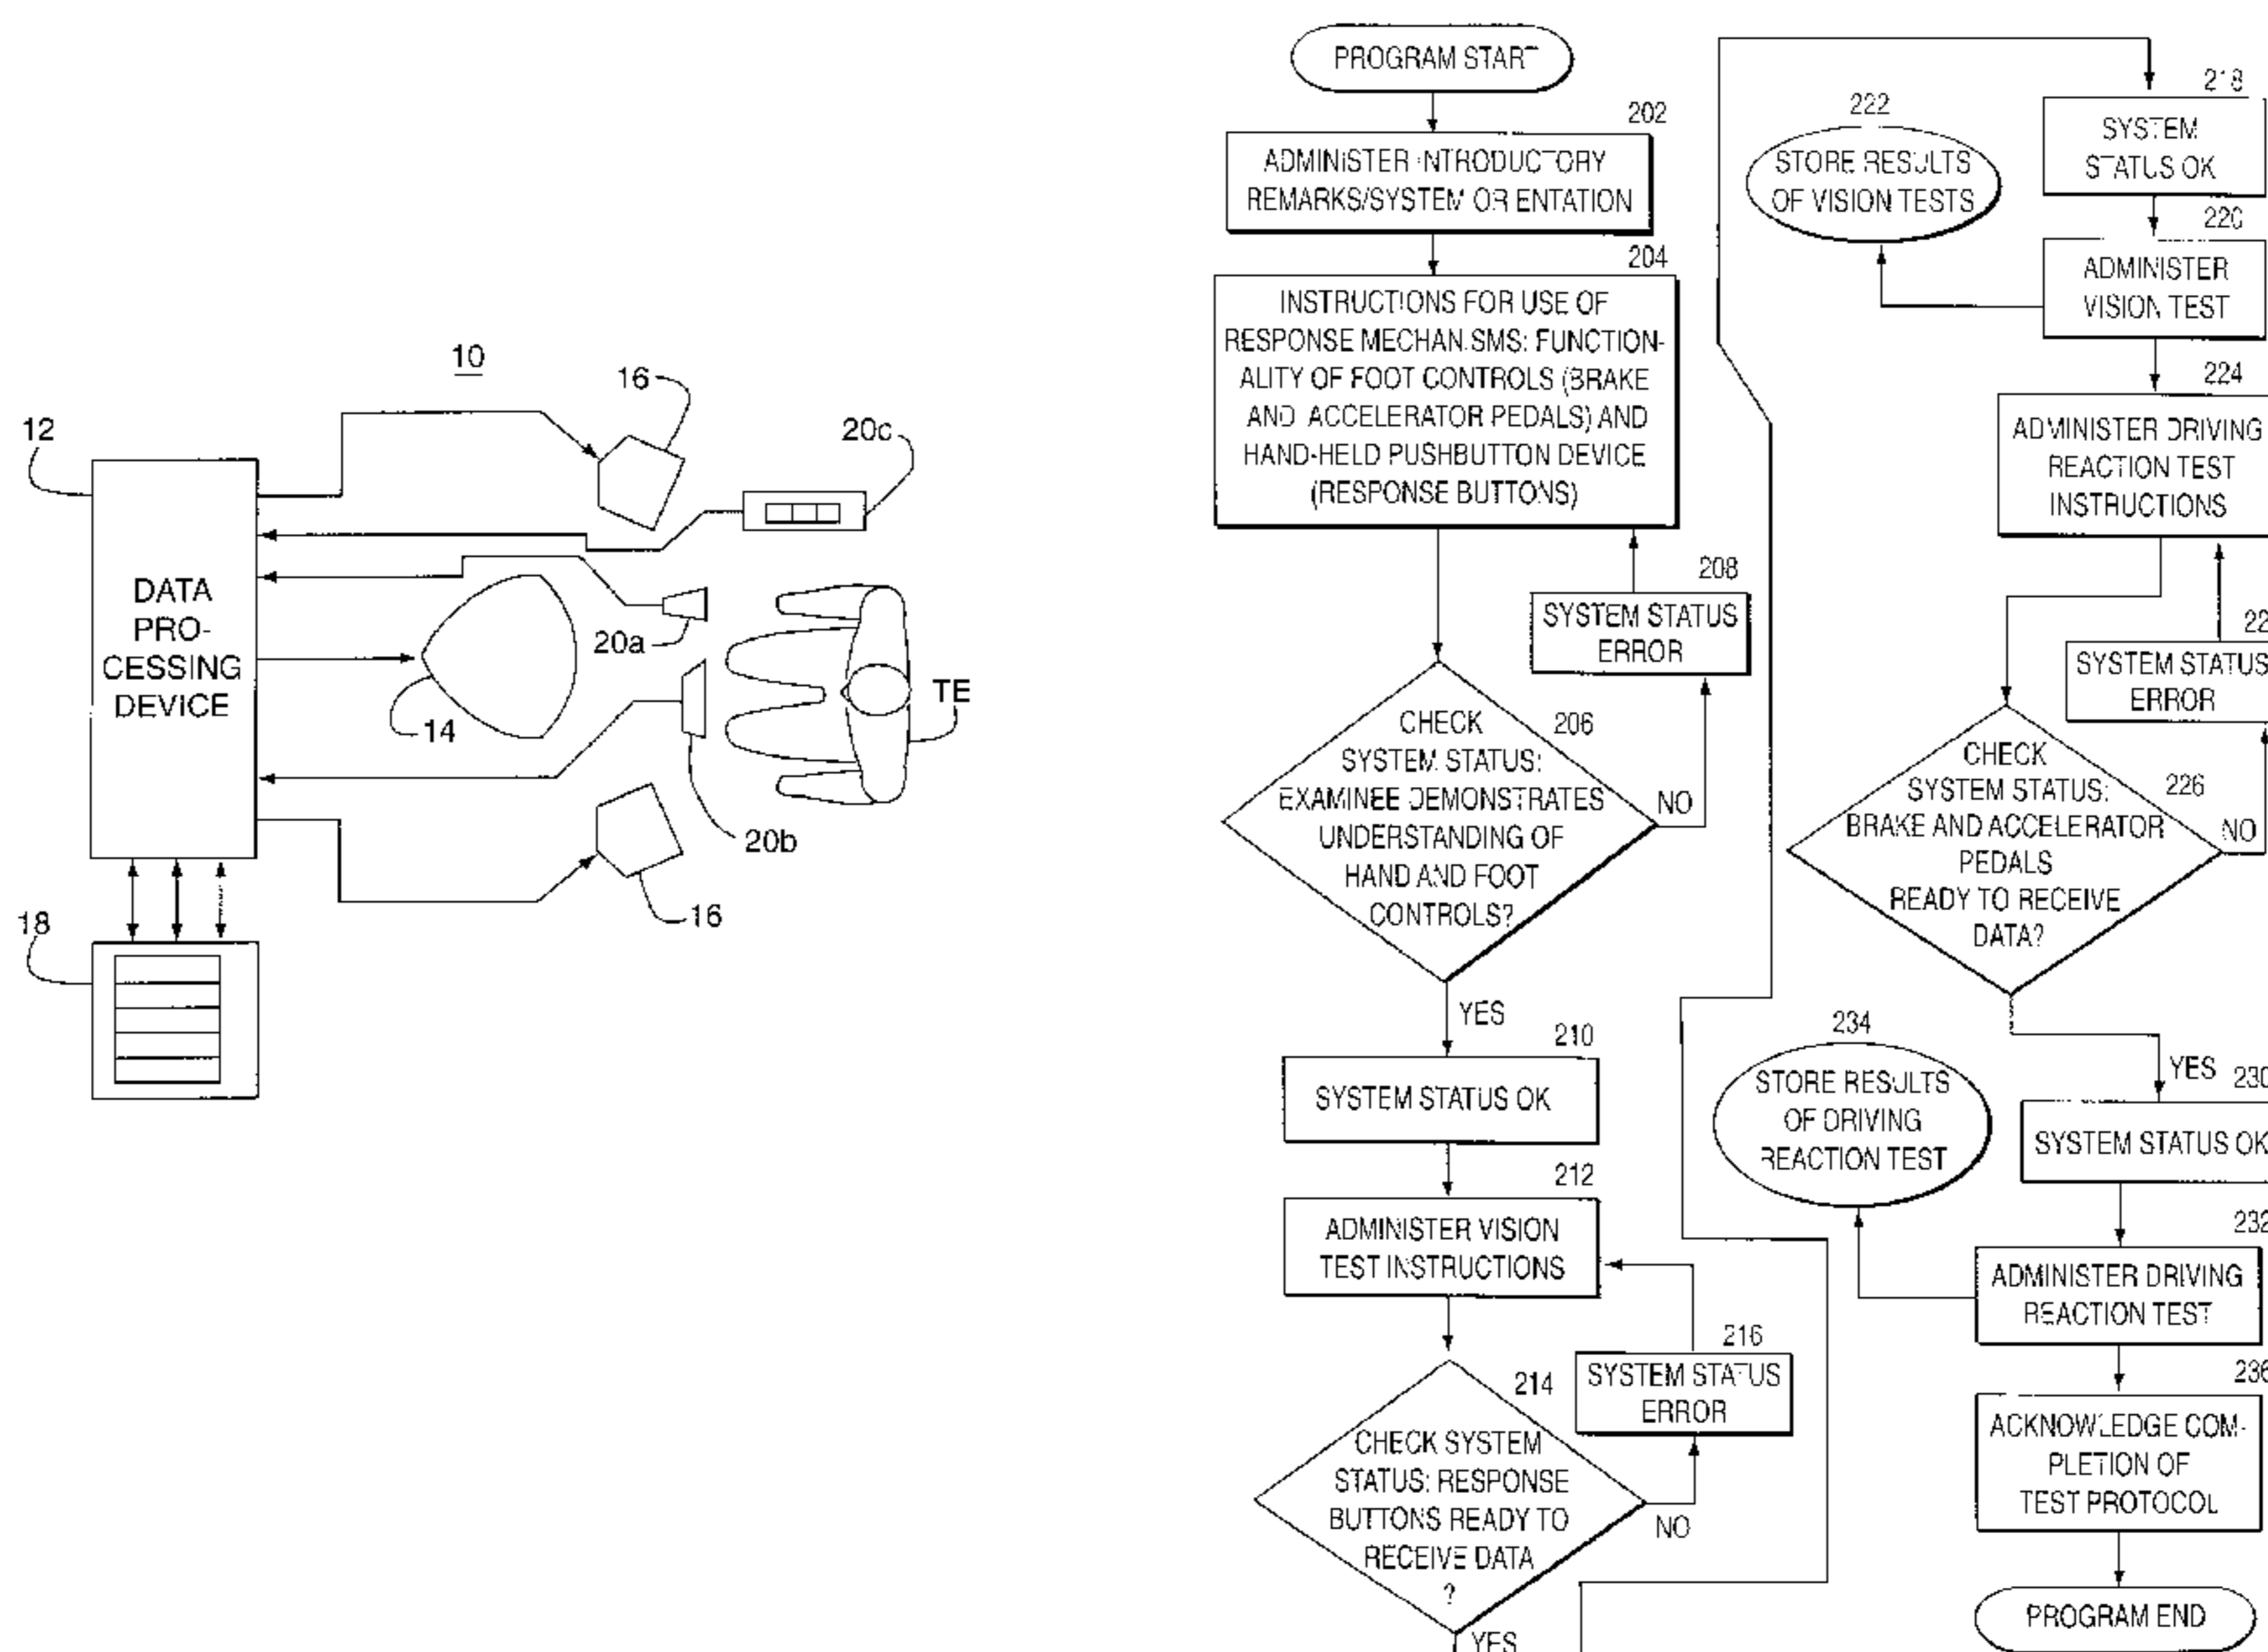 10
16
12
20c
DATA
PRO-
CESSING
DEVICE
20a
TE
14
20b
16
18
PROGRAM START
202
ADMINISTER INTRODUCTORY
REMARKS/SYSTEM ORIENTATION
204
INSTRUCTIONS FOR USE OF
RESPONSE MECHANISMS: FUNCTION-
ALITY OF FOOT CONTROLS (BRAKE
AND ACCELERATOR PEDALS) AND
HAND-HELD PUSHBUTTON DEVICE
(RESPONSE BUTTONS)
208
SYSTEM STATUS
ERROR
206
CHECK
SYSTEM STATUS:
EXAMINEE DEMONSTRATES
UNDERSTANDING OF
HAND AND FOOT
CONTROLS?
NO
YES
210
SYSTEM STATUS OK
212
ADMINISTER VISION
TEST INSTRUCTIONS
216
SYSTEM STATUS
ERROR
214
CHECK SYSTEM
STATUS: RESPONSE
BUTTONS READY TO
RECEIVE DATA
?
NO
YES
218
SYSTEM
STATUS OK
222
STORE RESULTS
OF VISION TESTS
220
ADMINISTER
VISION TEST
224
ADMINISTER DRIVING
REACTION TEST
INSTRUCTIONS
22
SYSTEM STATUS
ERROR
226
CHECK
SYSTEM STATUS:
BRAKE AND ACCELERATOR
PEDALS
READY TO RECEIVE
DATA?
NO
YES
230
SYSTEM STATUS OK
234
STORE RESULTS
OF DRIVING
REACTION TEST
232
ADMINISTER DRIVING
REACTION TEST
236
ACKNOWLEDGE COM-
PLETION OF
TEST PROTOCOL
PROGRAM END